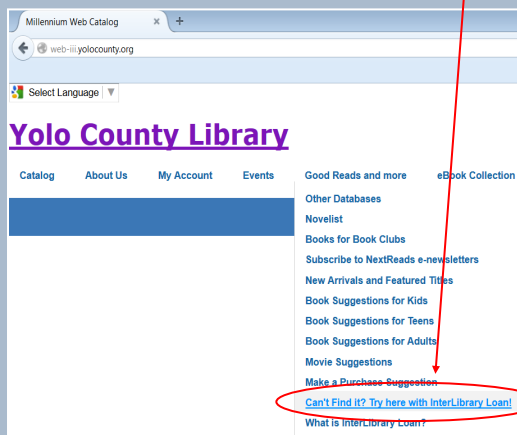 Millennium Web Catalog
web-iii.yolocounty.org
Select Language
Yolo County Library
Catalog About Us My Account Events Good Reads and more eBook Collection
Other Databases
Novelist
Books for Book Clubs
Subscribe to NextReads e-newsletters
New Arrivals and Featured Titles
Book Suggestions for Kids
Book Suggestions for Teens
Book Suggestions for Adults
Movie Suggestions
Make a Purchase Suggestion
Can't Find it? Try here with InterLibrary Loan!
What is InterLibrary Loan?